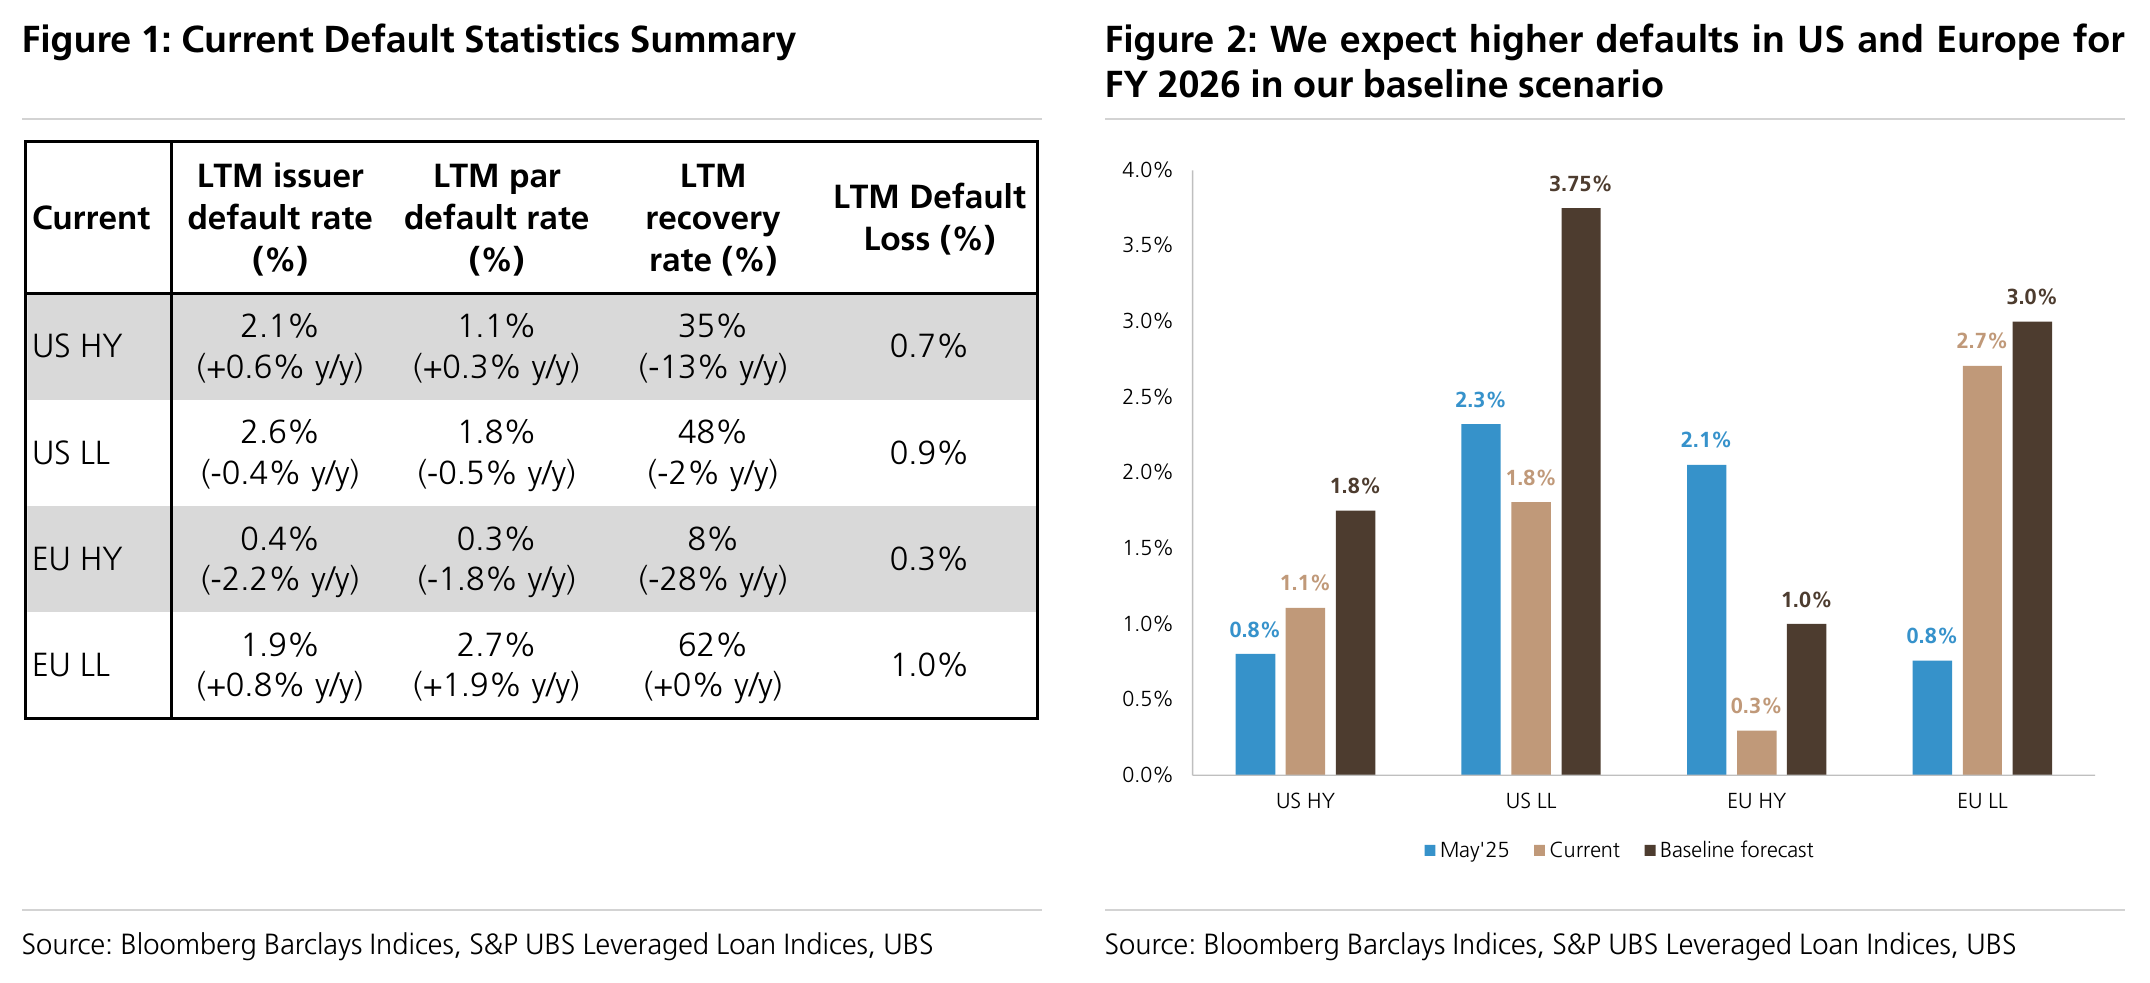 Figure 1: Current Default Statistics Summary
Current
LTM issuer
default rate
(%)
LTM par
default rate
(%)
LTM
recovery
rate (%)
LTM Default
Loss (%)
US HY
2.1%
(+0.6% y/y)
1.1%
(+0.3% y/y)
35%
(-13% y/y)
0.7%
US LL
2.6%
(-0.4% y/y)
1.8%
(-0.5% y/y)
48%
(-2% y/y)
0.9%
EU HY
0.4%
(-2.2% y/y)
0.3%
(-1.8% y/y)
8%
(-28% y/y)
0.3%
EU LL
1.9%
(+0.8% y/y)
2.7%
(+1.9% y/y)
62%
(+0% y/y)
1.0%
Source: Bloomberg Barclays Indices, S&P UBS Leveraged Loan Indices, UBS
Figure 2: We expect higher defaults in US and Europe for
FY 2026 in our baseline scenario
4.0%
3.5%
3.0%
2.5%
2.0%
1.5%
1.0%
0.5%
0.0%
0.8%
1.1%
1.8%
2.3%
1.8%
3.75%
2.1%
0.3%
1.0%
0.8%
2.7%
3.0%
US HY
US LL
EU HY
EU LL
May'25
Current
Baseline forecast
Source: Bloomberg Barclays Indices, S&P UBS Leveraged Loan Indices, UBS